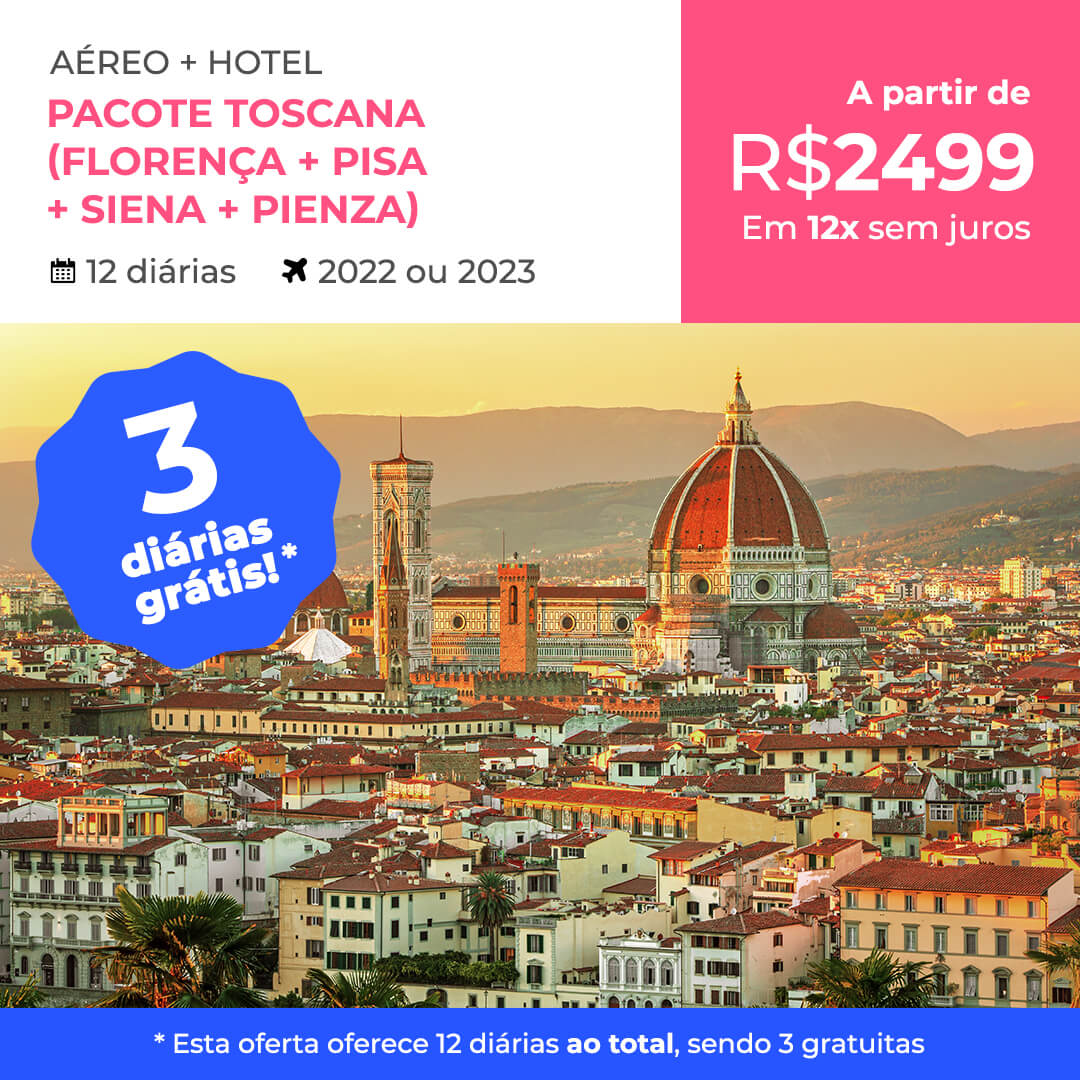 AÉREO + HOTEL
PACOTE TOSCANA
(FLORENÇA + PISA
+ SIENA + PIENZA)
12 diárias 2022 ou 2023
A partir de
R$2499
Em 12x sem juros
3
diárias
grátis!*
* Esta oferta oferece 12 diárias ao total, sendo 3 gratuitas